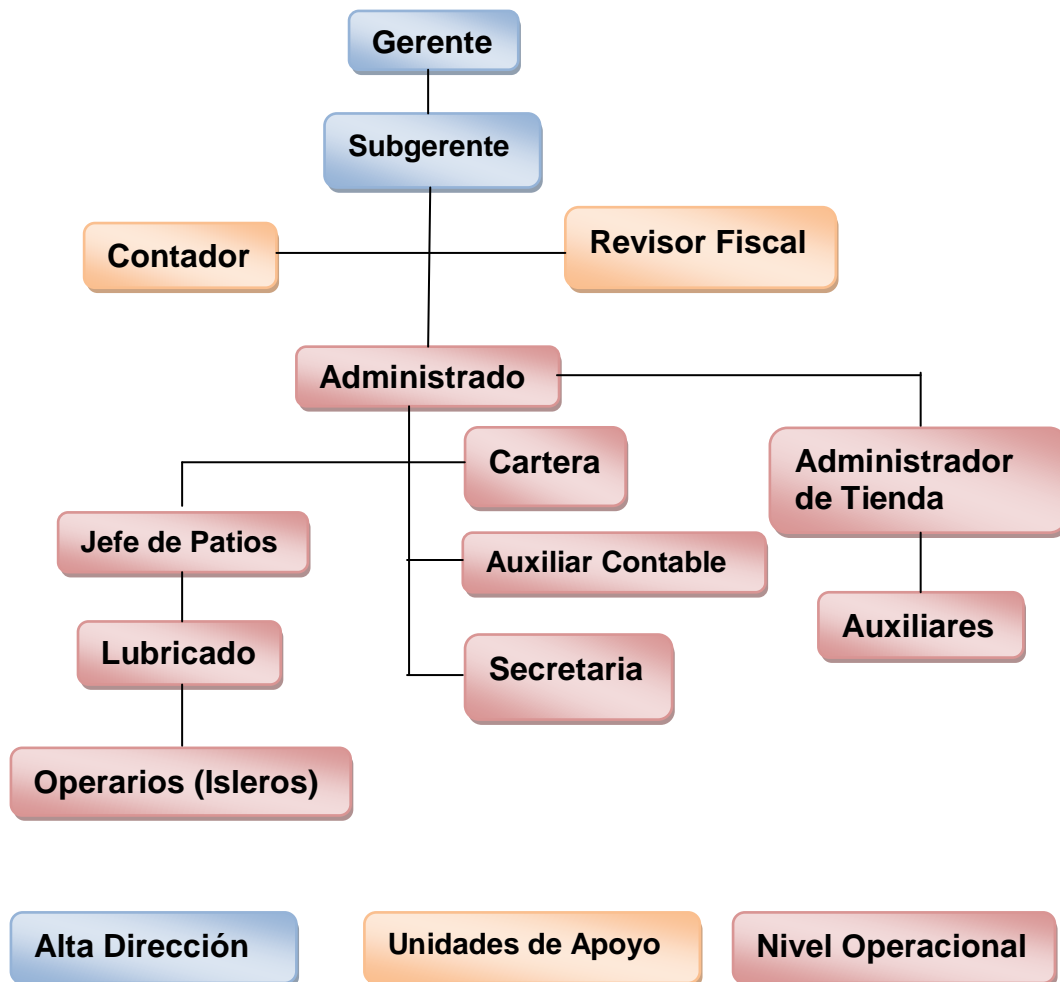 Gerente
Subgerente
Contador
Revisor Fiscal
Administrado
Cartera
Administrador
de Tienda
Jefe de Patios
Auxiliar Contable
Auxiliares
Lubricado
Secretaria
Operarios (Isleros)
Alta Dirección
Unidades de Apoyo
Nivel Operacional